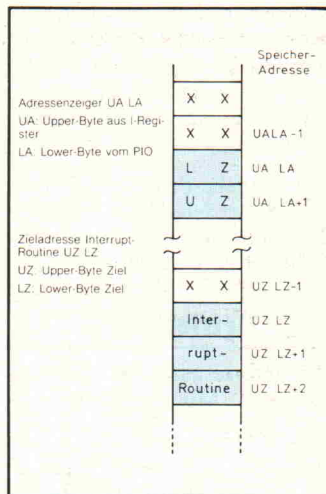 Speicher-
Adresse
Adressenzeiger UA LA
UA: Upper-Byte aus I-Regi-
ster
LA: Lower-Byte vom PIO
X X
X X UALA -1
L Z UA LA
U Z UA LA+1
Zieladresse Interrupt-
Routine UZ LZ
UZ: Upper-Byte Ziel
LZ: Lower-Byte Ziel
X X UZ LZ-1
Inter- UZ LZ
rupt- UZ LZ+1
Routine UZ LZ+2